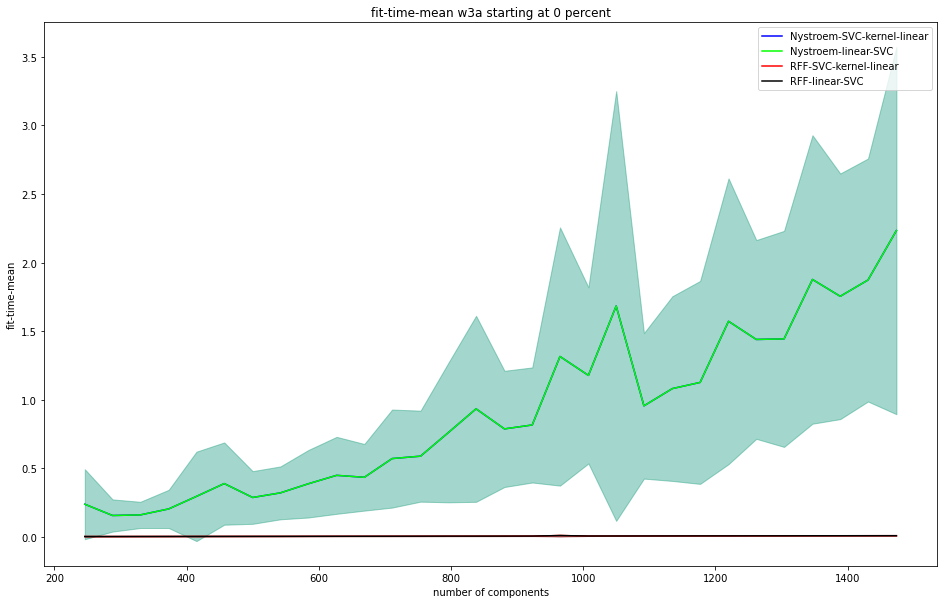 fit-time-mean w3a starting at 0 percent
Nystroem-SVC-kernel-linear
Nystroem-linear-SVC
RFF-SVC-kernel-linear
RFF-linear-SVC
fit-time-mean
3.5
3.0
2.5
2.0
1.5
1.0
0.5
0.0
200 400 600 800 1000 1200 1400
number of components